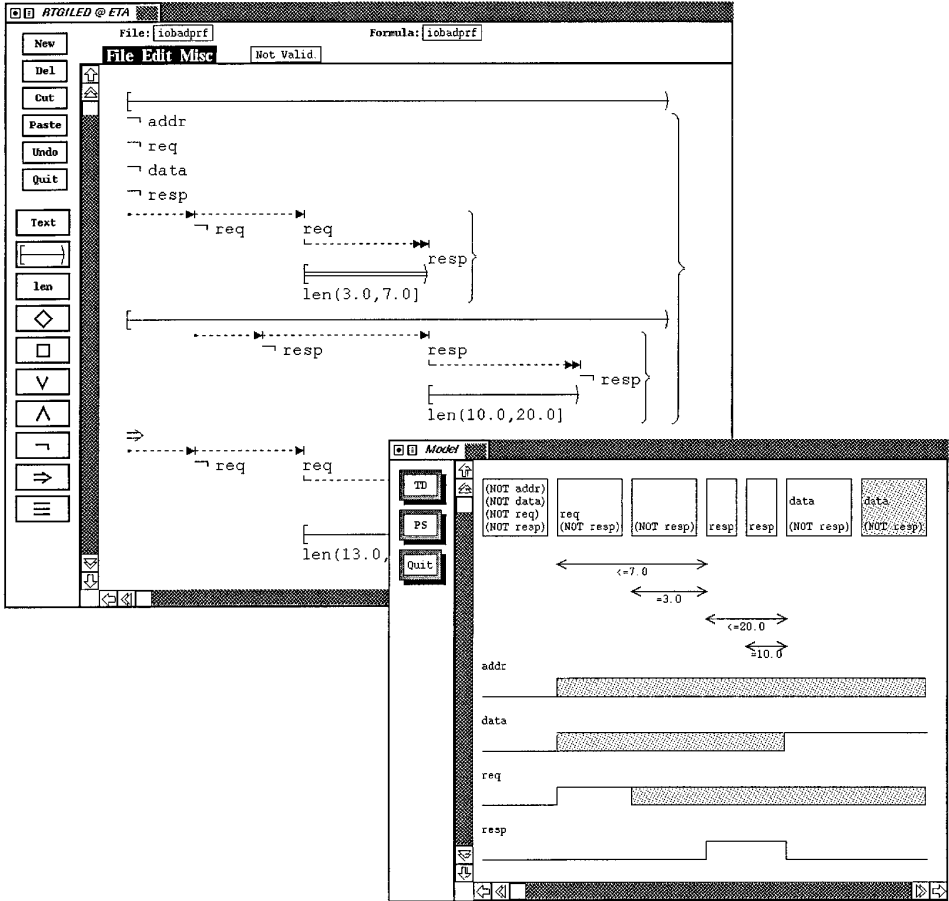 RTGILED @ ETA
File: iobadprf Formula: iobadprf
File Edit Misc Not Valid.
New
Del
Cut
Paste
Undo
Quit
Text
len
¬ addr
¬ req
¬ data
¬ resp
¬ req req
resp
len(3.0,7.0]
¬ resp resp
¬ resp
len(10.0,20.0]
⇒
¬ req req
len(13.0,
Model
TD
PS
Quit
(NOT addr)
(NOT data)
(NOT req)
(NOT resp)
req
(NOT resp)
(NOT resp)
resp
resp
data
(NOT resp)
data
(NOT resp)
<=7.0
=3.0
<=20.0
=10.0
addr
data
req
resp